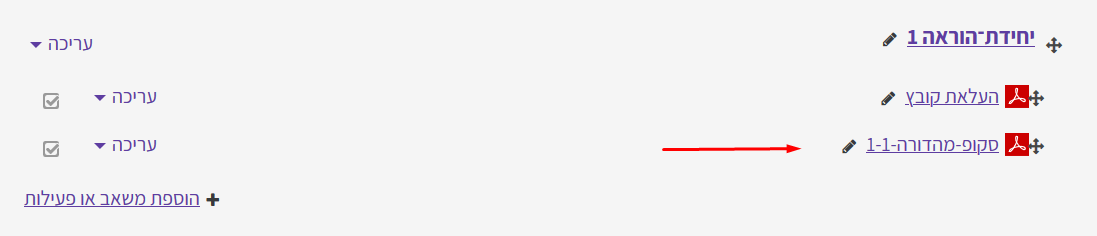 יחידת-הוראה 1
עריכה
העלאת קובץ
עריכה
סקופ-מהדורה-1-1
עריכה
הוספת משאב או פעילות